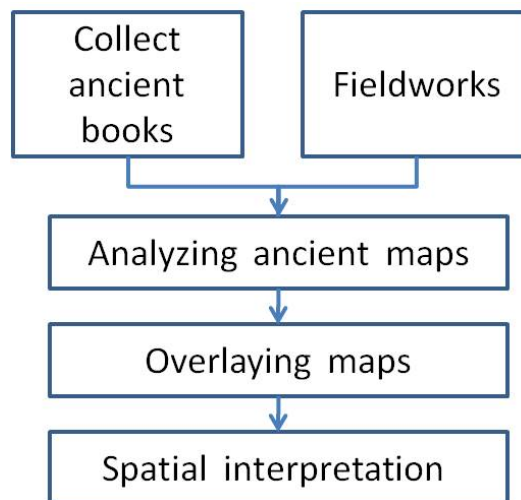 Collect
ancient
books
Fieldworks
Analyzing ancient maps
Overlaying maps
Spatial interpretation